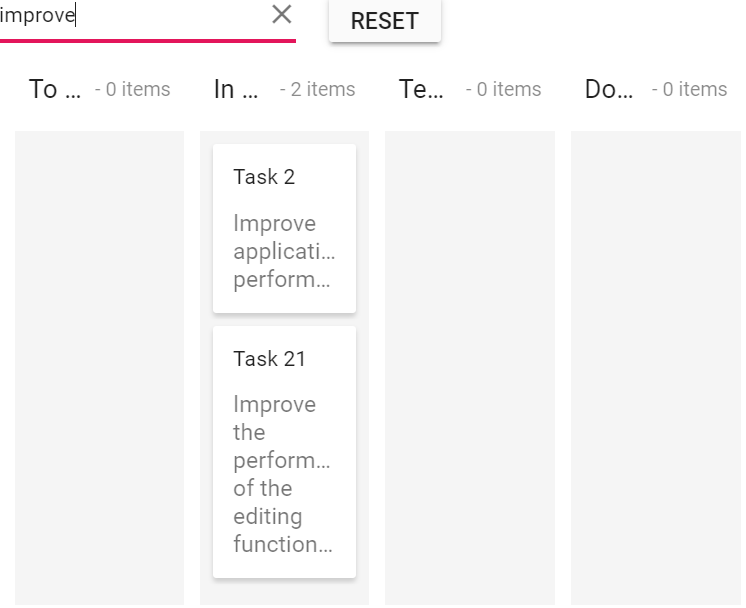 improve
RESET
To ... - 0 items
In ... - 2 items
Te... - 0 items
Do... - 0 items
Task 2
Improve
applicati...
perform...
Task 21
Improve
the
perform...
of the
editing
function...